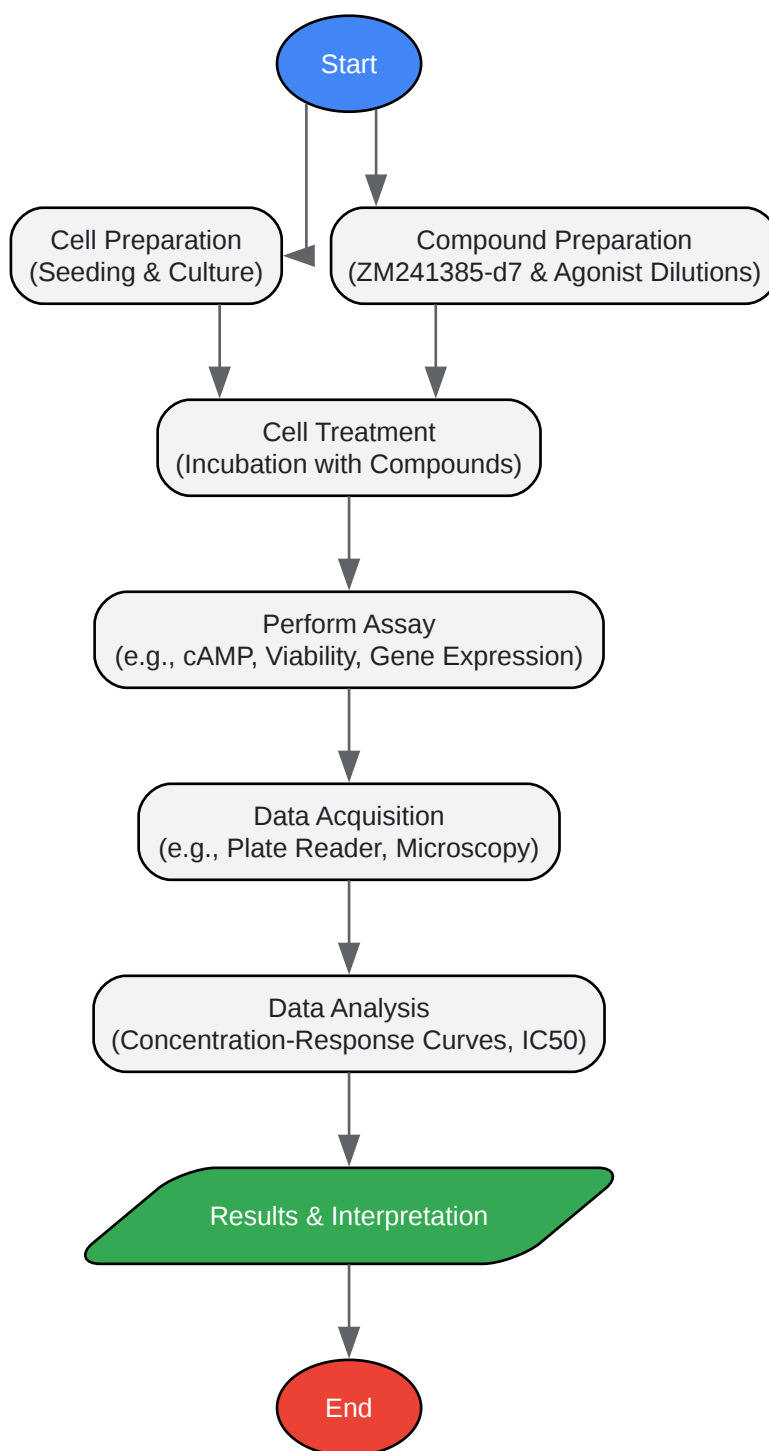 Start
Cell Preparation
(Seeding & Culture)
Compound Preparation
(ZM241385-d7 & Agonist Dilutions)
Cell Treatment
(Incubation with Compounds)
Perform Assay
(e.g., cAMP, Viability, Gene Expression)
Data Acquisition
(e.g., Plate Reader, Microscopy)
Data Analysis
(Concentration-Response Curves, IC50)
Results & Interpretation
End